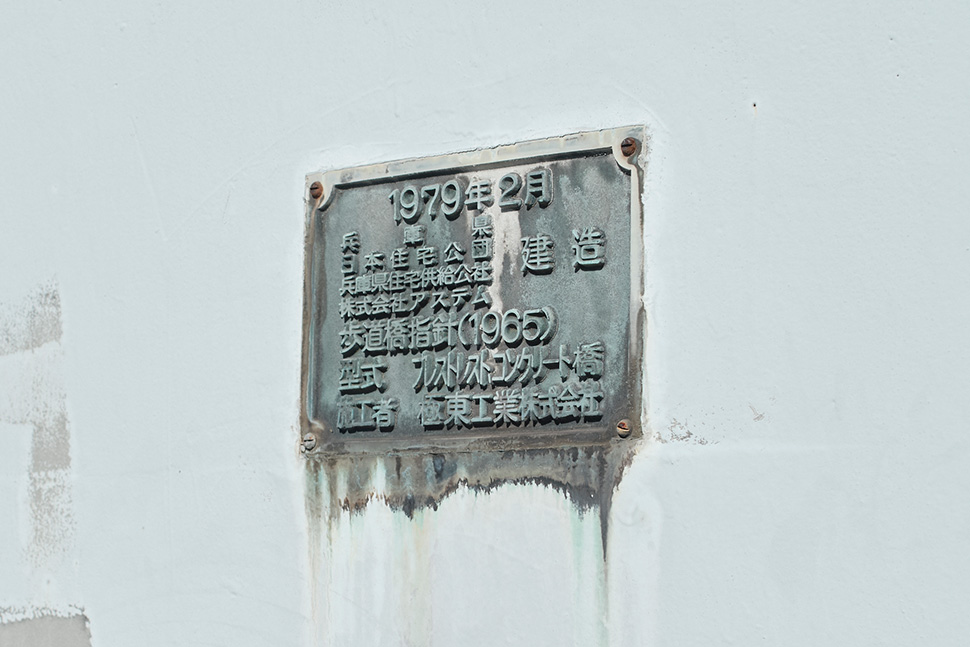 1979年2月
兵庫県
日本住宅公団
兵庫県住宅供給公社
株式会社アステム
建造
歩道橋指針(1965)
型式 プレストレストコンクリート橋
施工者 極東工業株式会社